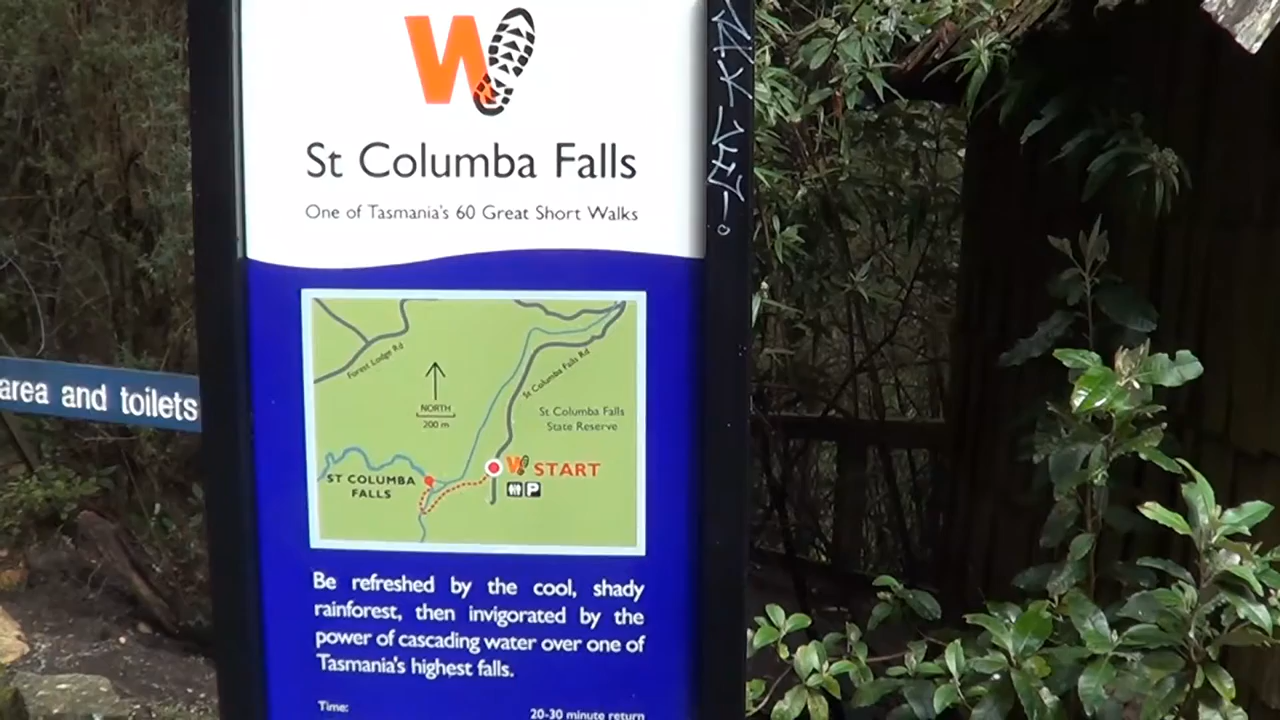 W
St Columba Falls
One of Tasmania's 60 Great Short Walks
Forest Lodge Rd
NORTH
200 m
St Columba Falls Rd
St Columba Falls
State Reserve
W START
P
ST COLUMBA
FALLS
Be refreshed by the cool, shady
rainforest, then invigorated by the
power of cascading water over one of
Tasmania's highest falls.
Time: 20-30 minute return
area and toilets